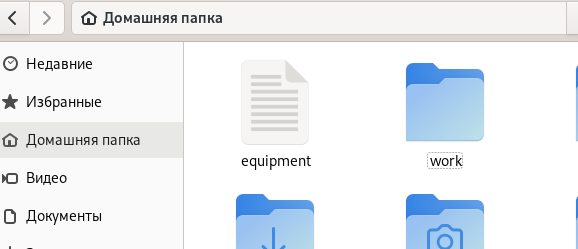 Домашняя папка
Недавние
Избранные
Домашняя папка
Видео
Документы
equipment
work